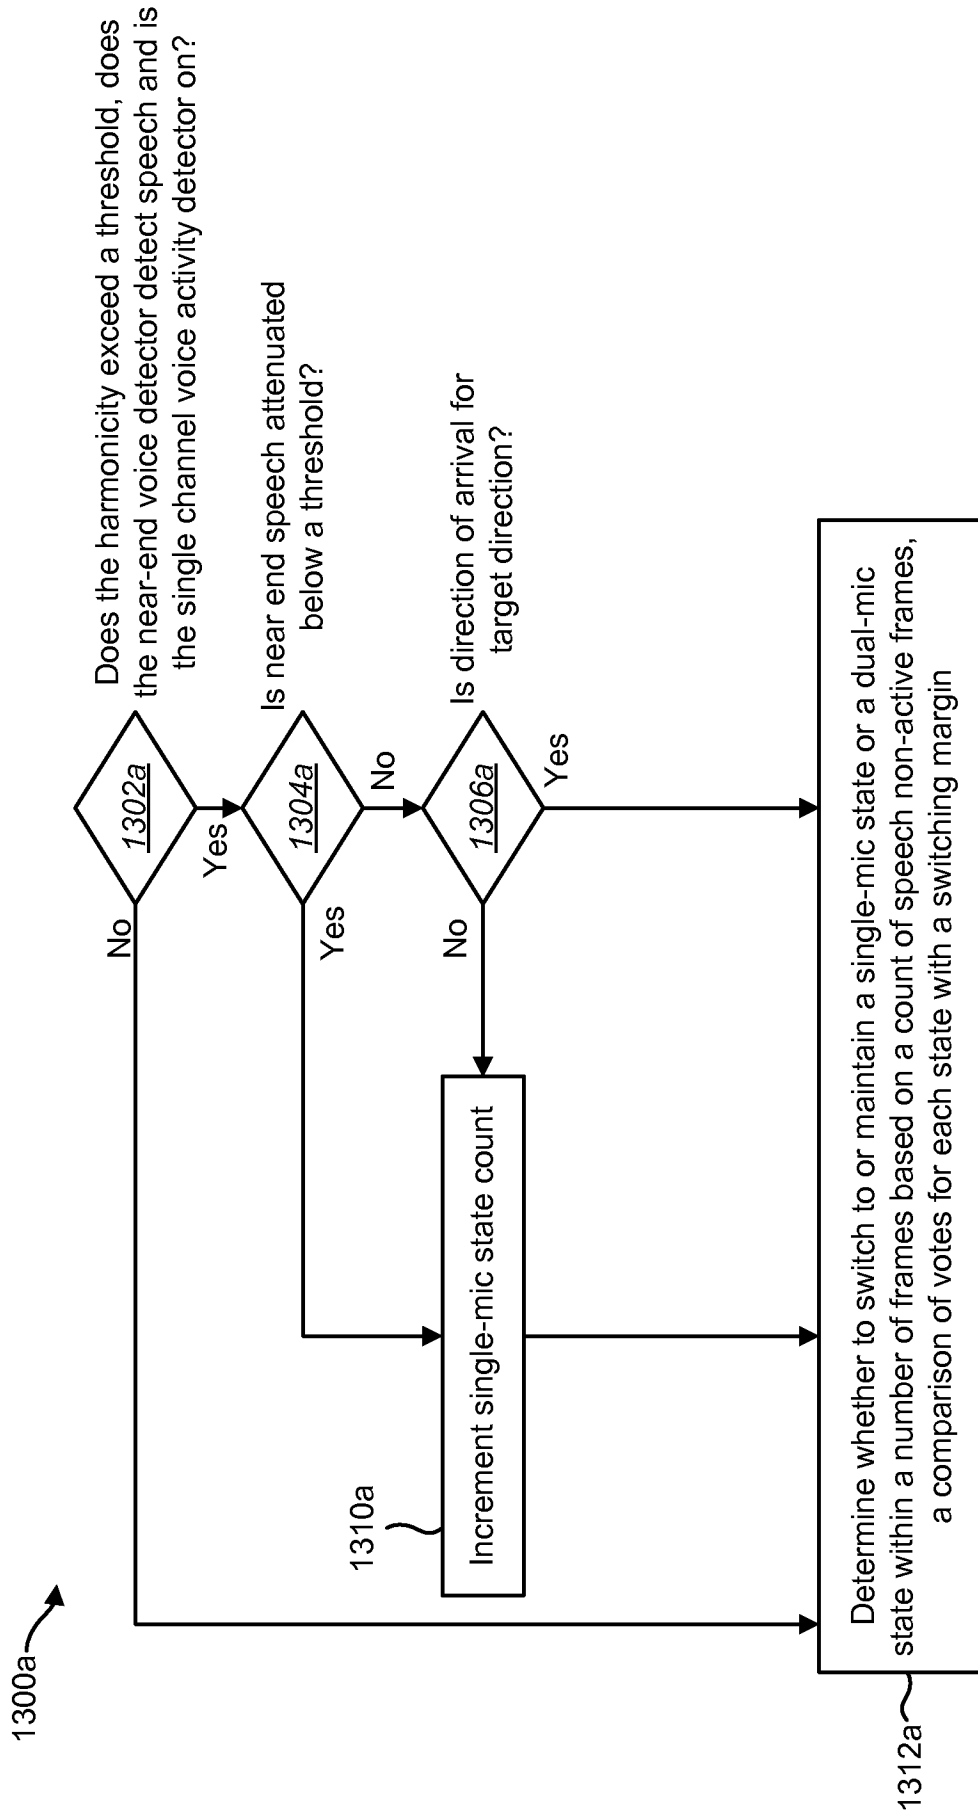 1300a
Does the harmonicity exceed a threshold, does
the near-end voice detector detect speech and is
the single channel voice activity detector on?
1302a
No
Yes
Is near end speech attenuated
below a threshold?
1304a
Yes
No
Is direction of arrival for
target direction?
1306a
No
Yes
1310a
Increment single-mic state count
1312a
Determine whether to switch to or maintain a single-mic state or a dual-mic
state within a number of frames based on a count of speech non-active frames,
a comparison of votes for each state with a switching margin